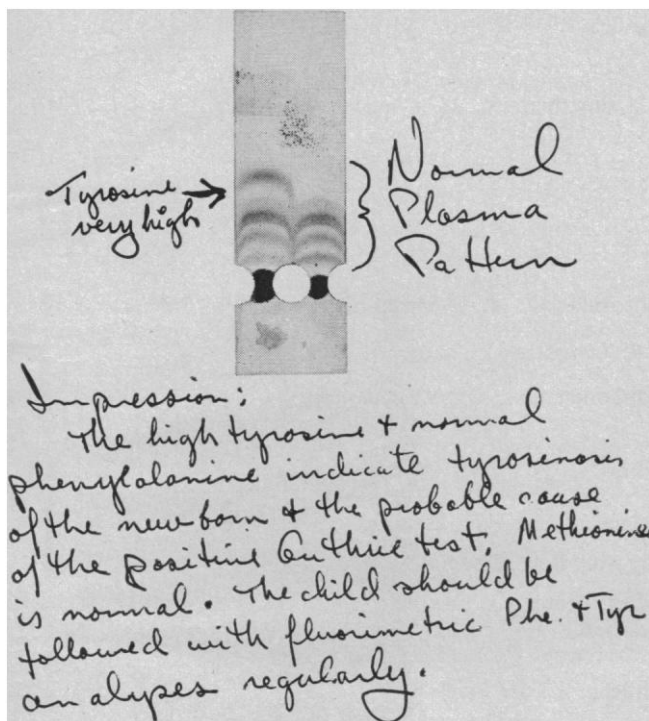 Tyrosine
very high
Normal
Plasma
Pattern
Impression:
The high tyrosine + normal
phenylalanine indicate tyrosinosis
of the newborn + the probable cause
of the positive Guthrie test. Methionine
is normal. The child should be
followed with fluorimetric Phe. + Tyr
analyses regularly.